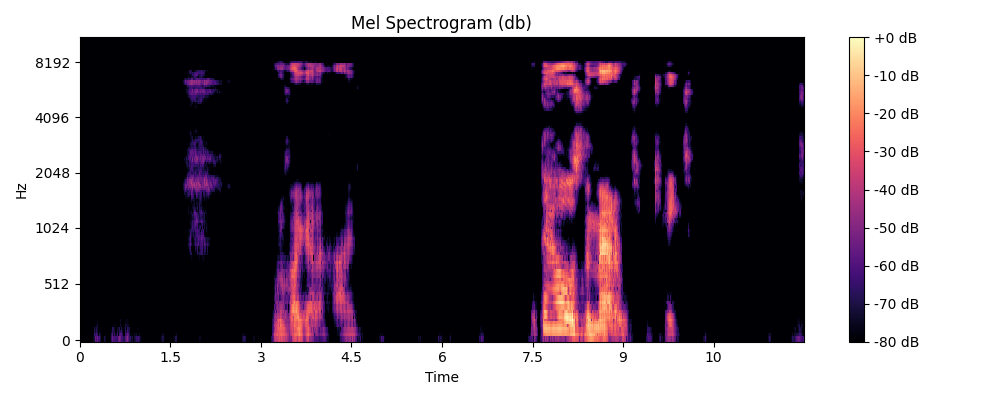 Mel Spectrogram (db)
Hz
8192
4096
2048
1024
512
0
0 1.5 3 4.5 6 7.5 9 10
Time
+0 dB
-10 dB
-20 dB
-30 dB
-40 dB
-50 dB
-60 dB
-70 dB
-80 dB